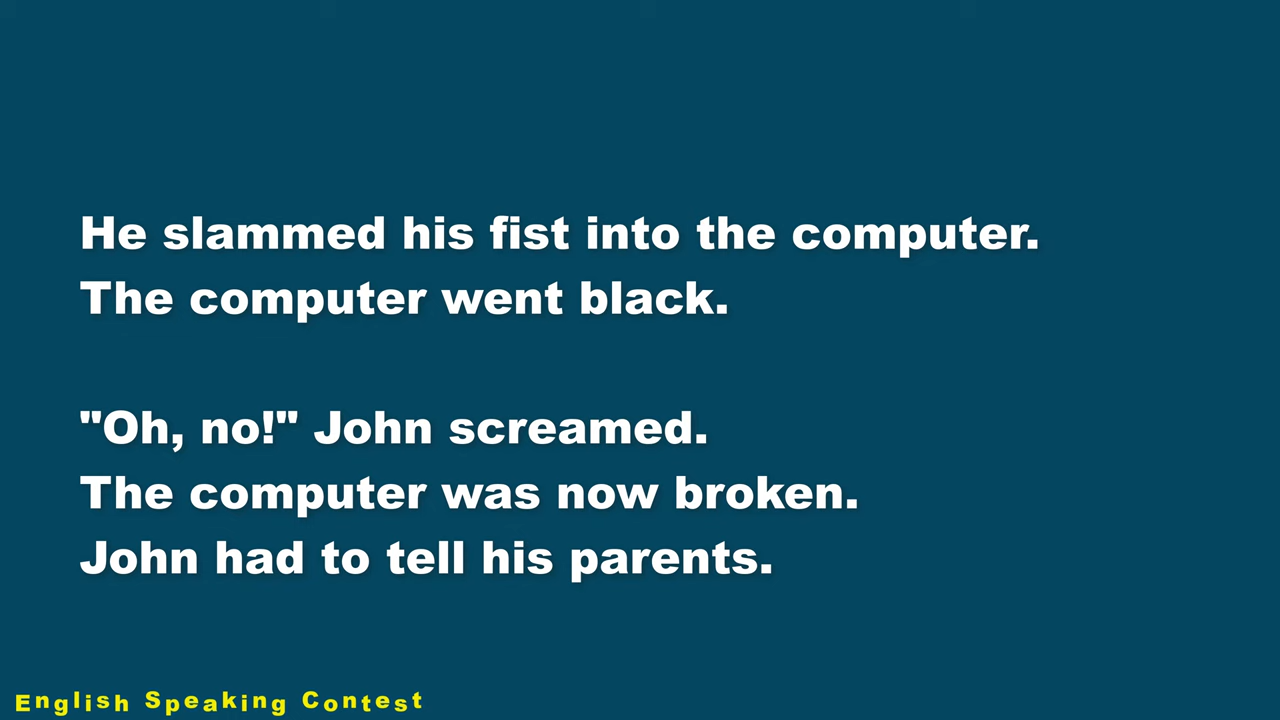 He slammed his fist into the computer.
The computer went black.
"Oh, no!" John screamed.
The computer was now broken.
John had to tell his parents.
English Speaking Contest